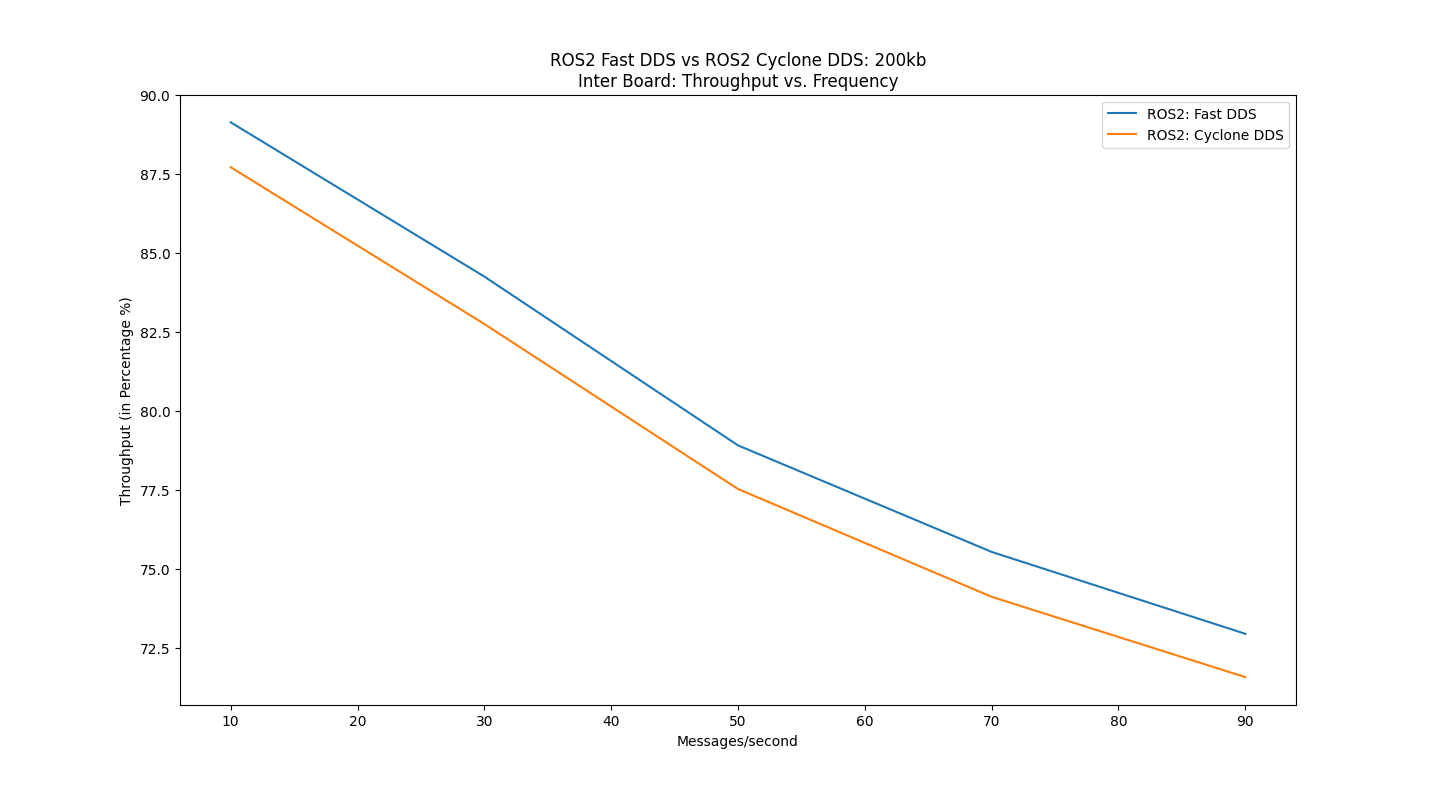 ROS2 Fast DDS vs ROS2 Cyclone DDS: 200kb
Inter Board: Throughput vs. Frequency
ROS2: Fast DDS
ROS2: Cyclone DDS
Throughput (in Percentage %)
90.0
87.5
85.0
82.5
80.0
77.5
75.0
72.5
10 20 30 40 50 60 70 80 90
Messages/second